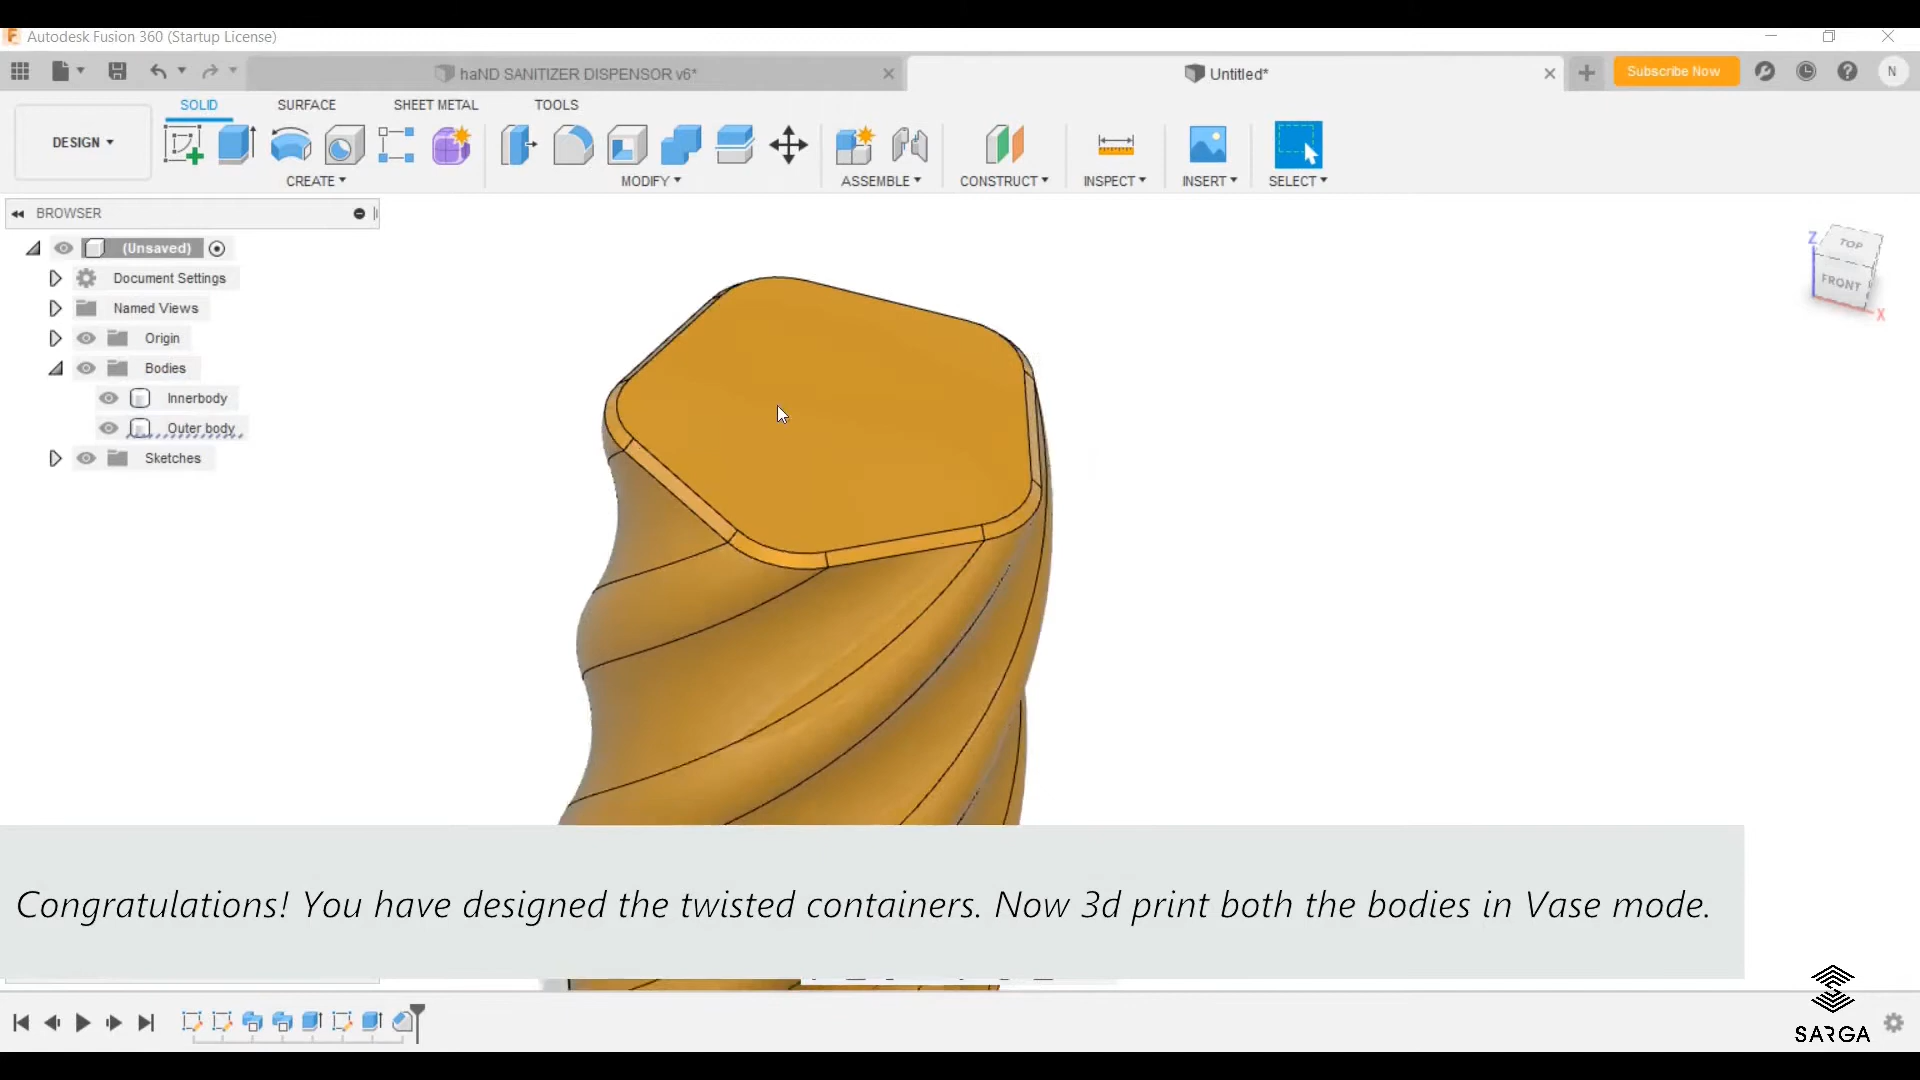 Autodesk Fusion 360 (Startup License)
haND SANITIZER DISPENSOR v6*
Untitled*
Subscribe Now
N
SOLID
SURFACE
SHEET METAL
TOOLS
DESIGN
CREATE
MODIFY
ASSEMBLE
CONSTRUCT
INSPECT
INSERT
SELECT
BROWSER
(Unsaved)
Document Settings
Named Views
Origin
Bodies
Innerbody
Outer body
Sketches
Z
TOP
FRONT
X
Congratulations! You have designed the twisted containers. Now 3d print both the bodies in Vase mode.
SARGA